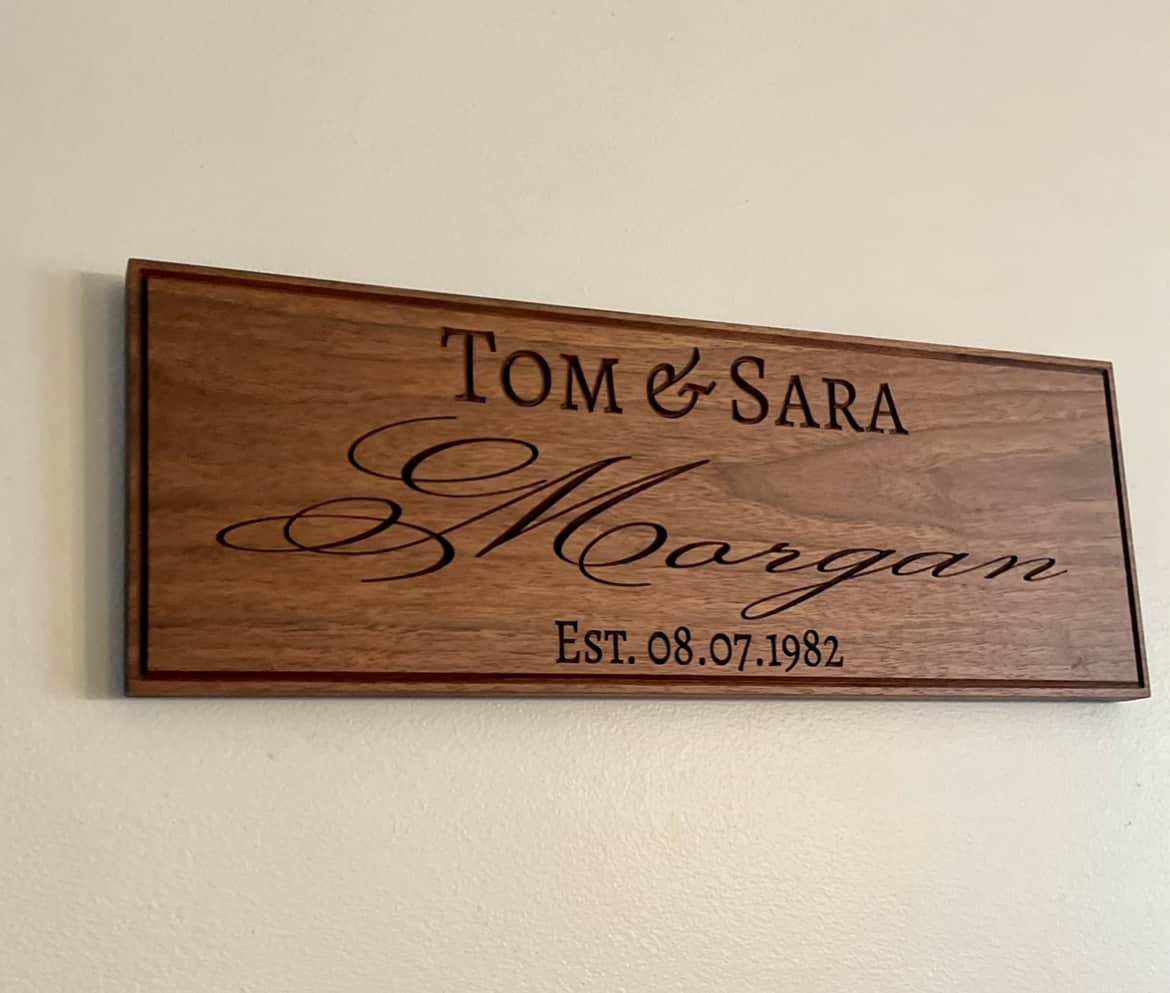 TOM & SARA
Morgan
EST. 08.07.1982